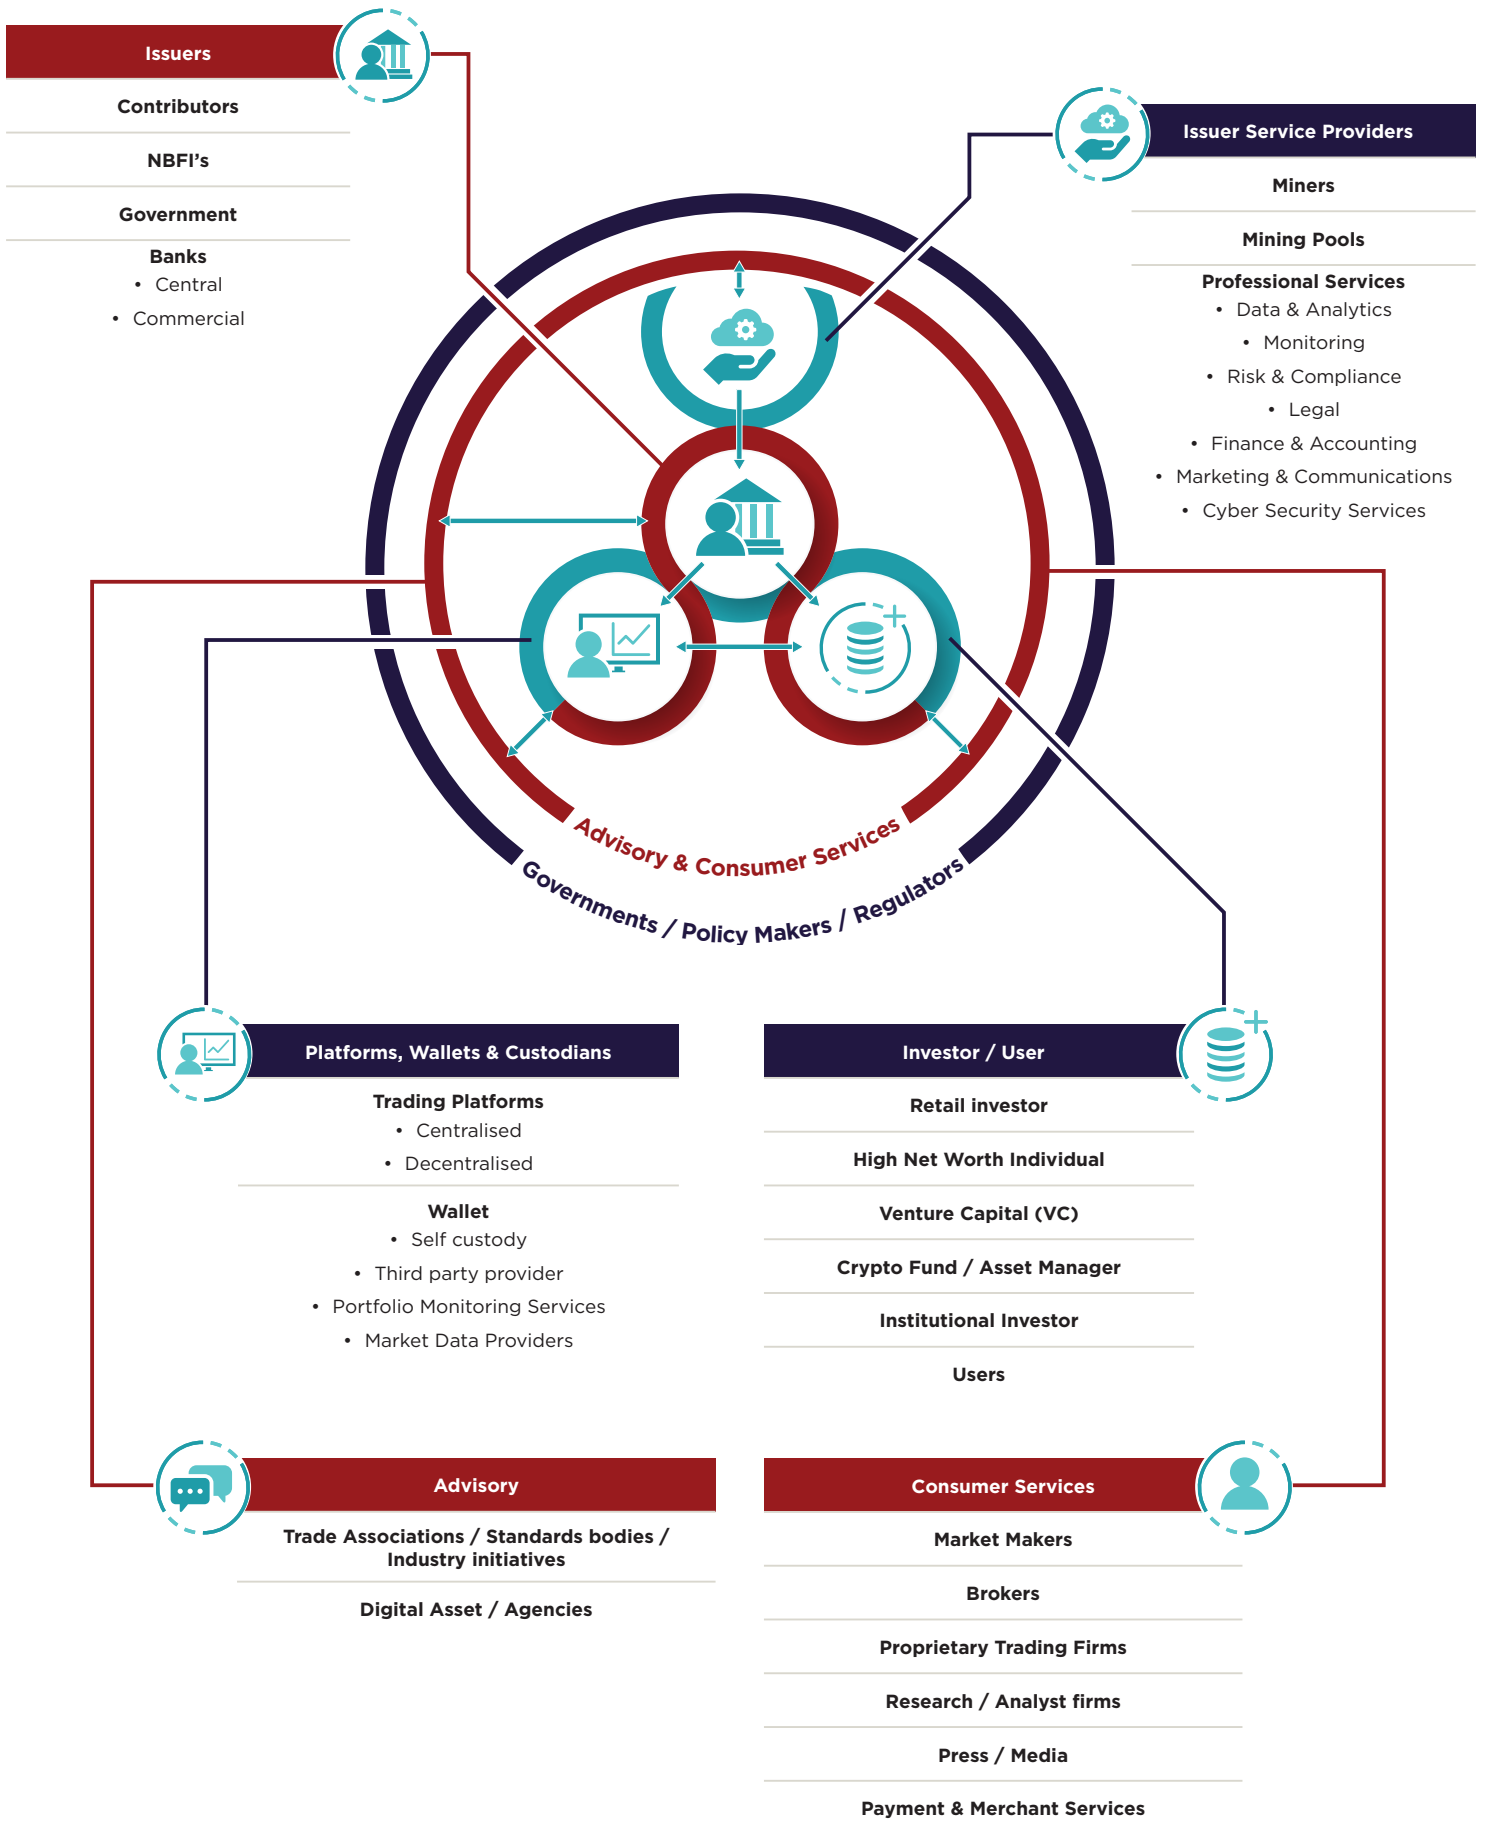 Issuers
Contributors
NBFI's
Government
Banks
• Central
• Commercial
Issuer Service Providers
Miners
Mining Pools
Professional Services
• Data & Analytics
• Monitoring
• Risk & Compliance
• Legal
• Finance & Accounting
• Marketing & Communications
• Cyber Security Services
Advisory & Consumer Services
Governments / Policy Makers / Regulators
Platforms, Wallets & Custodians
Trading Platforms
• Centralised
• Decentralised
Wallet
• Self custody
• Third party provider
• Portfolio Monitoring Services
• Market Data Providers
Investor / User
Retail investor
High Net Worth Individual
Venture Capital (VC)
Crypto Fund / Asset Manager
Institutional Investor
Users
Advisory
Trade Associations / Standards bodies /
Industry initiatives
Digital Asset / Agencies
Consumer Services
Market Makers
Brokers
Proprietary Trading Firms
Research / Analyst firms
Press / Media
Payment & Merchant Services